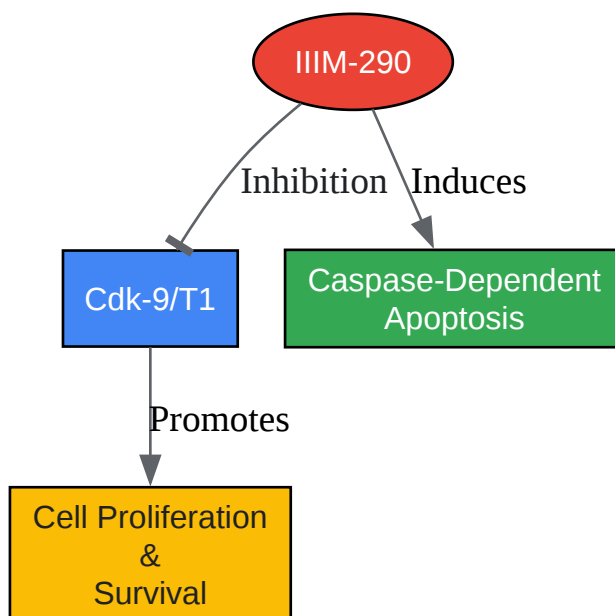 IIIM-290
Inhibition
Induces
Cdk-9/T1
Caspase-Dependent
Apoptosis
Promotes
Cell Proliferation
&
Survival